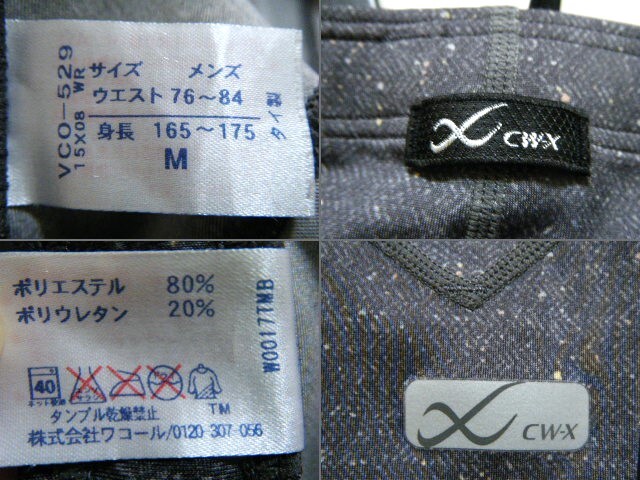 VCO-529
15X08 WR
サイズ メンズ
ウエスト 76～84
身長 165～175
M
タイ製
CW-X
ポリエステル 80%
ポリウレタン 20%
W0017TMB
40
タンブル乾燥禁止
TM
株式会社ワコール/0120 307 056
CW-X